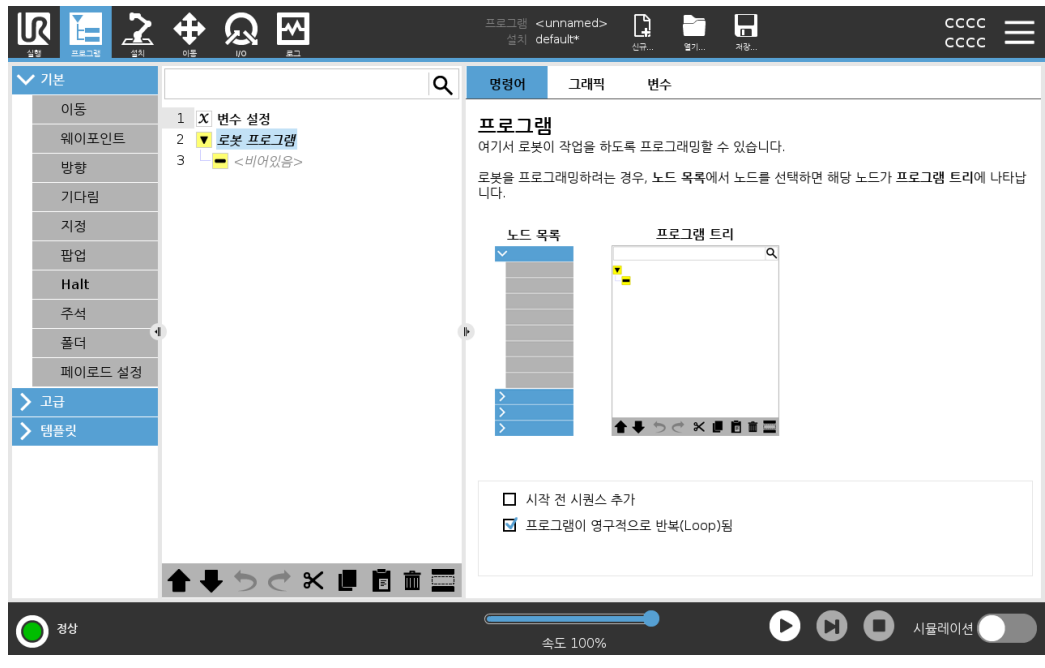 UR
실행 프로그램 설치 이동 I/O 로그
프로그램 <unnamed>
설치 default*
신규... 열기... 저장...
cccc
cccc
기본
이동
웨이포인트
방향
기다림
지정
팝업
Halt
주석
폴더
페이로드 설정
고급
템플릿
1 X 변수 설정
2 로봇 프로그램
3 <비어있음>
명령어 그래픽 변수
프로그램
여기서 로봇이 작업을 하도록 프로그래밍할 수 있습니다.
로봇을 프로그래밍하려는 경우, 노드 목록에서 노드를 선택하면 해당 노드가 프로그램 트리에 나타납
니다.
노드 목록 프로그램 트리
시작 전 시퀀스 추가
프로그램이 영구적으로 반복(Loop)됨
정상
속도 100%
시뮬레이션